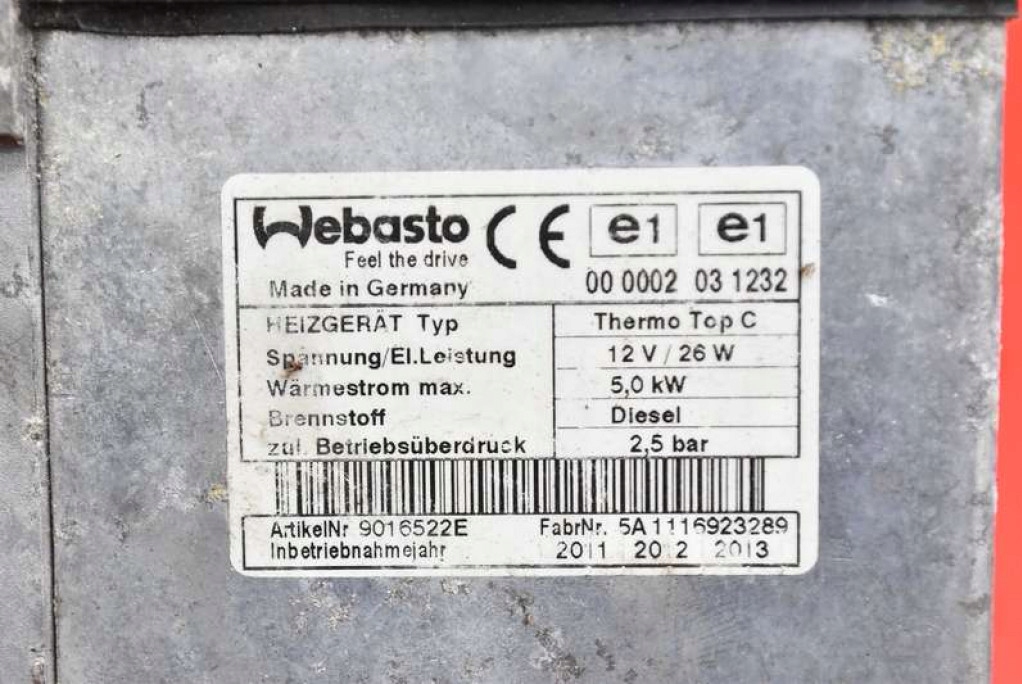 Webasto CE e1 e1
Feel the drive
Made in Germany 00 0002 03 1232
HEIZGERÄT Typ Thermo Top C
Spannung/El.Leistung 12 V / 26 W
Wärmestrom max. 5,0 kW
Brennstoff Diesel
zul. Betriebsüberdruck 2,5 bar
ArtikelNr 9016522E FabrNr. 5A1116923289
Inbetriebnahmejahr 2011 2012 2013